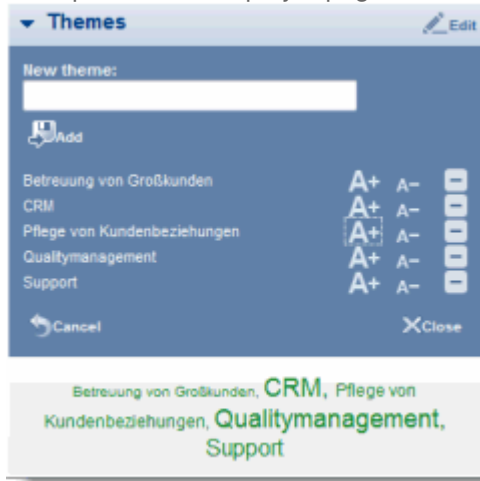 Themes Edit
New theme:
Add
Betreuung von Großkunden A+ A-
CRM A+ A-
Pflege von Kundenbeziehungen A+ A-
Qualitymanagement A+ A-
Support A+ A-
Cancel Close
Betreuung von Großkunden, CRM, Pflege von
Kundenbeziehungen, Qualitymanagement,
Support